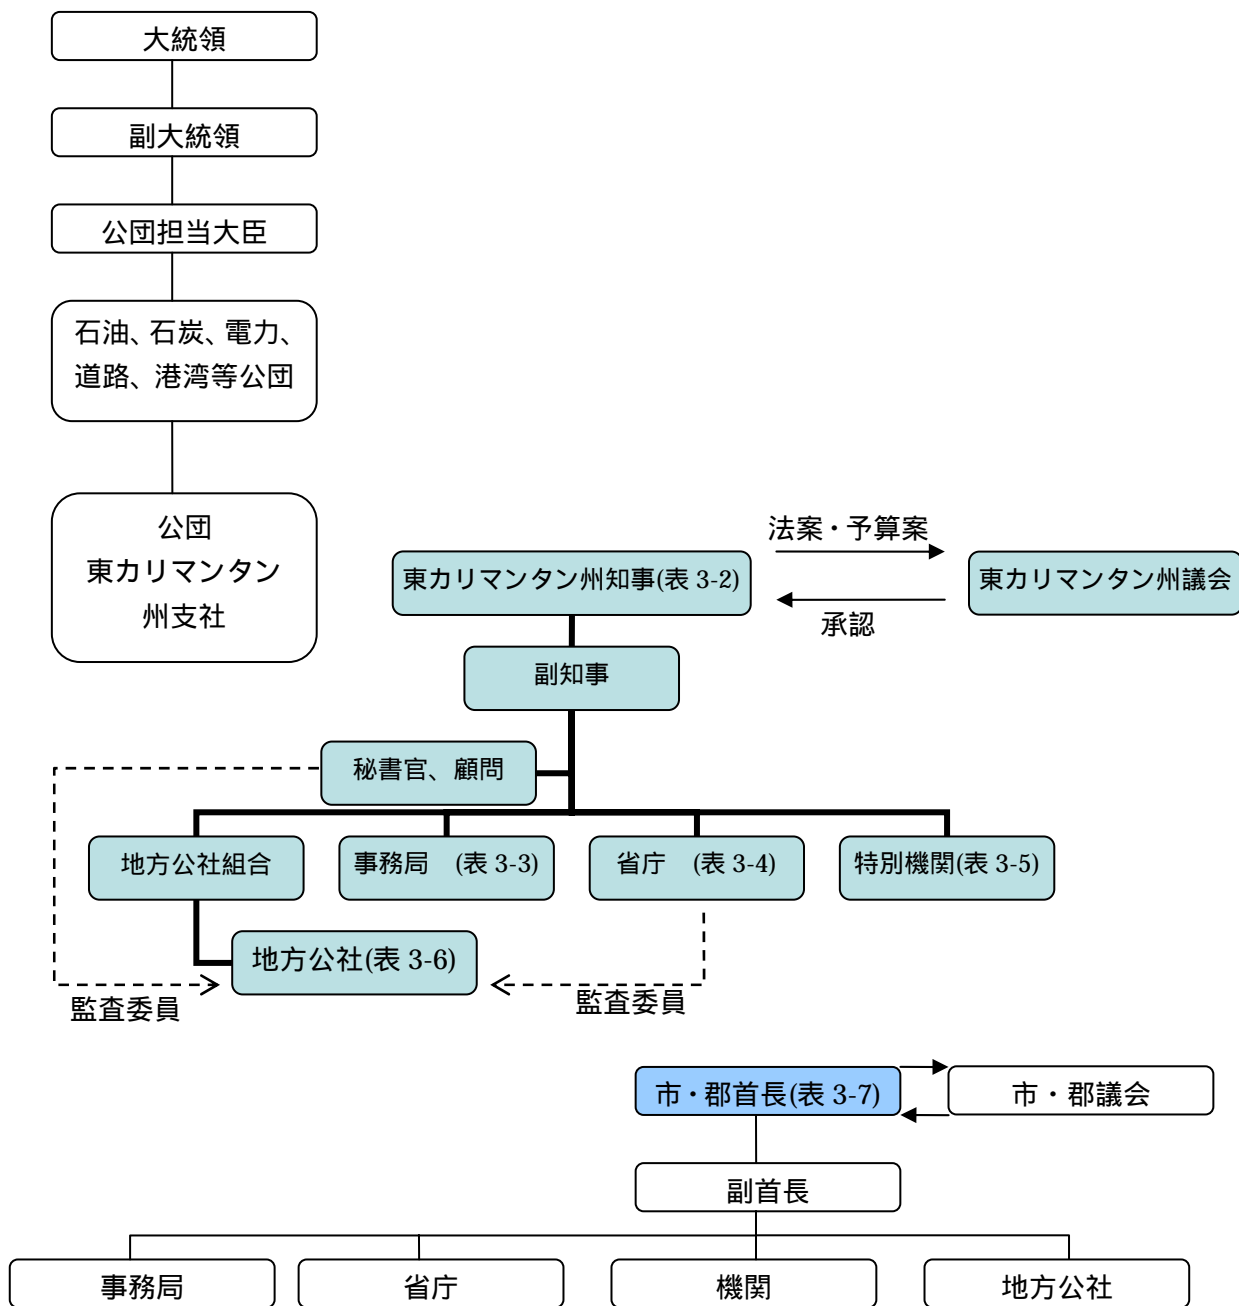 大統領
副大統領
公団担当大臣
石油、石炭、電力、
道路、港湾等公団
公団
東カリマンタン
州支社
法案・予算案
東カリマンタン州知事(表 3-2)
東カリマンタン州議会
承認
副知事
秘書官、顧問
地方公社組合
事務局 (表 3-3)
省庁 (表 3-4)
特別機関(表 3-5)
地方公社(表 3-6)
監査委員
監査委員
市・郡首長(表 3-7)
市・郡議会
副首長
事務局
省庁
機関
地方公社